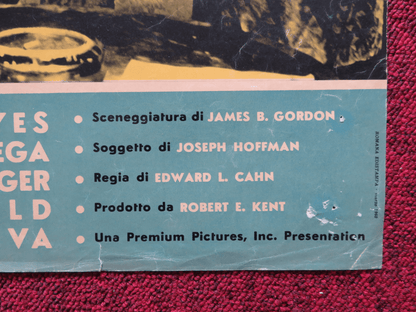 YES
EGA
GER
LD
VA
• Sceneggiatura di JAMES B. GORDON
• Soggetto di JOSEPH HOFFMAN
• Regia di EDWARD L. CAHN
• Prodotto da ROBERT E. KENT
• Una Premium Pictures, Inc. Presentation